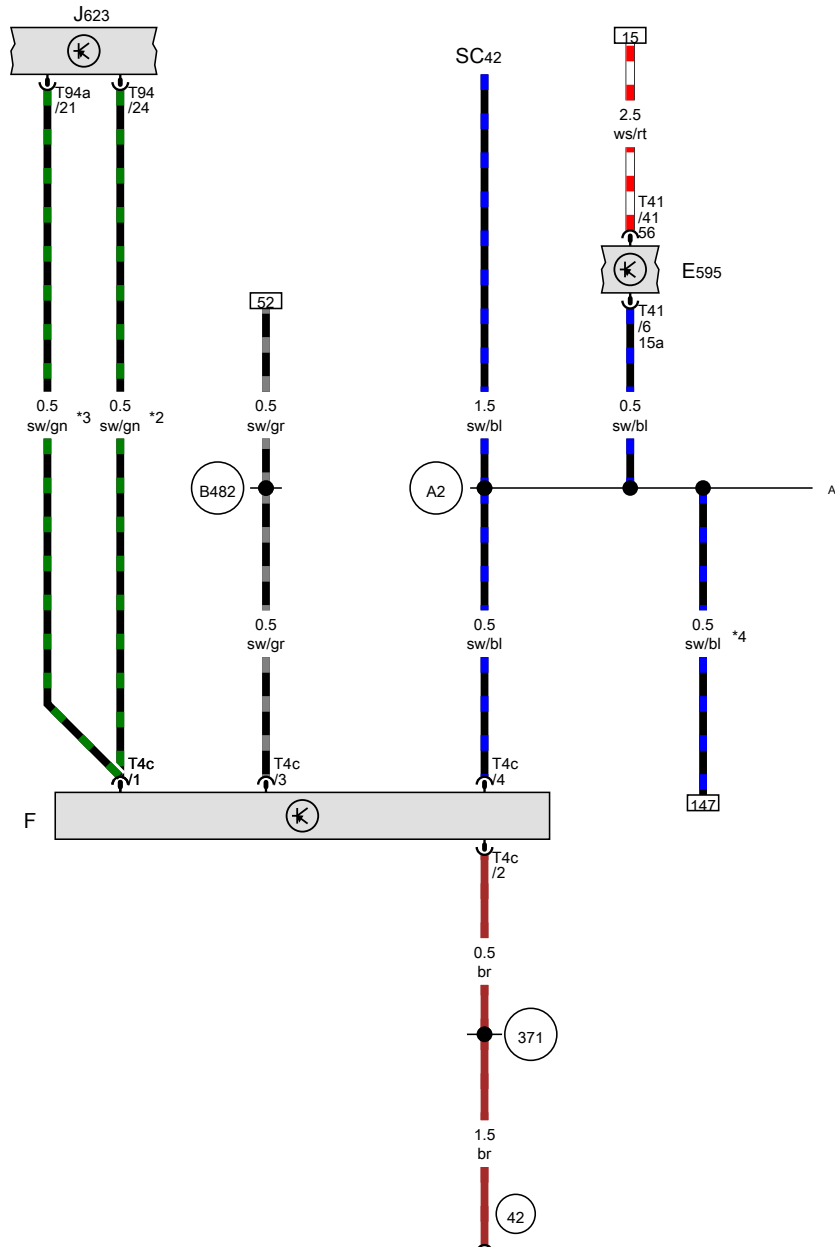 J623
15
SC42
T94a
/21
T94
/24
2.5
ws/rt
T41
/41
56
E595
52
T41
/6
15a
0.5
sw/gn
*3
0.5
sw/gn
*2
0.5
sw/gr
1.5
sw/bl
0.5
sw/bl
B482
A2
A
0.5
sw/gr
0.5
sw/bl
0.5
sw/bl
*4
T4c
/1
T4c
/3
T4c
/4
147
F
T4c
/2
0.5
br
371
1.5
br
42